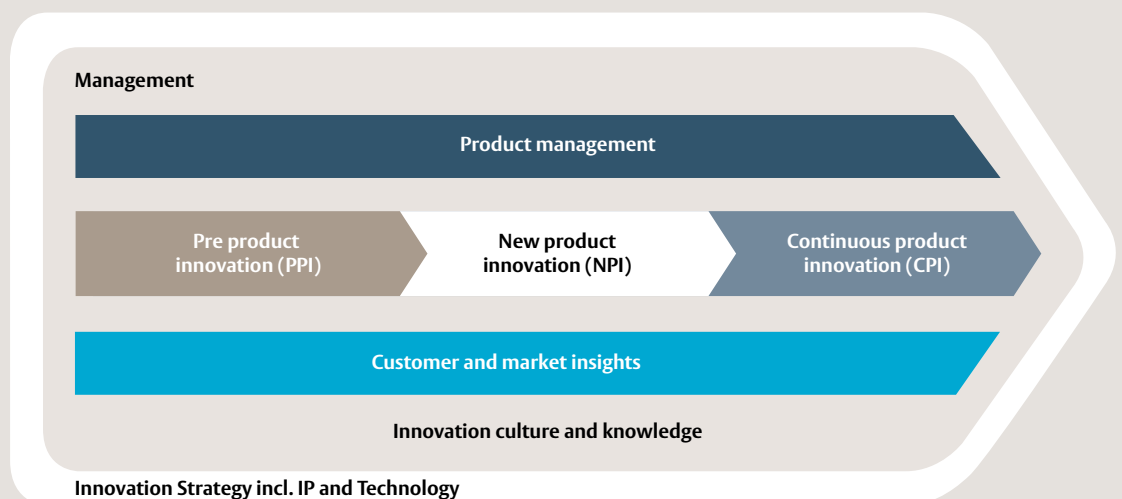 Management
Product management
Pre product
innovation (PPI)
New product
innovation (NPI)
Continuous product
innovation (CPI)
Customer and market insights
Innovation culture and knowledge
Innovation Strategy incl. IP and Technology